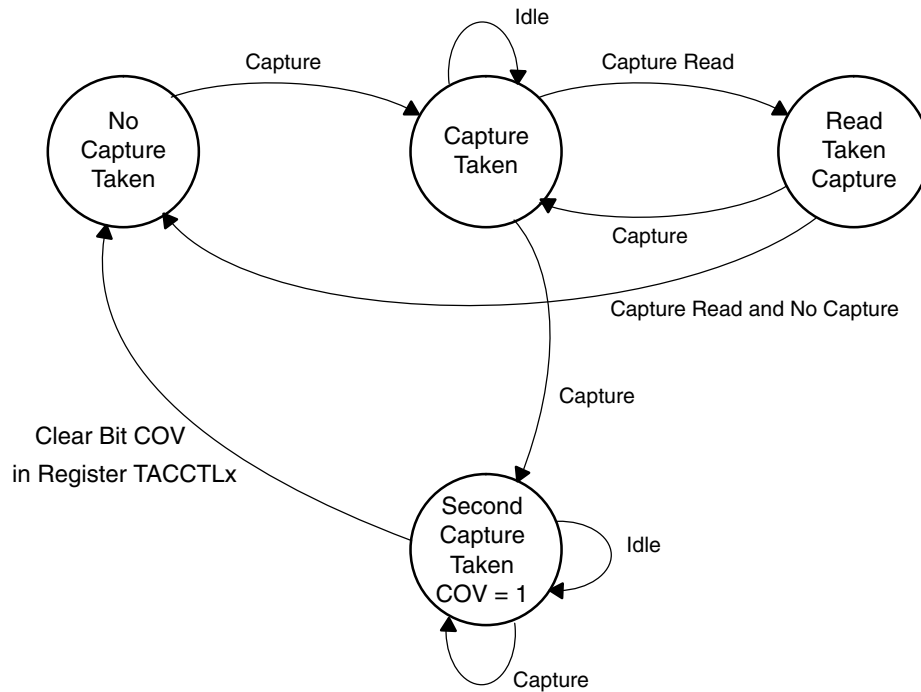 Idle
Capture
Capture Read
No
Capture
Taken
Capture
Taken
Read
Taken
Capture
Capture
Capture Read and No Capture
Capture
Clear Bit COV
in Register TACCTLx
Second
Capture
Taken
COV = 1
Idle
Capture